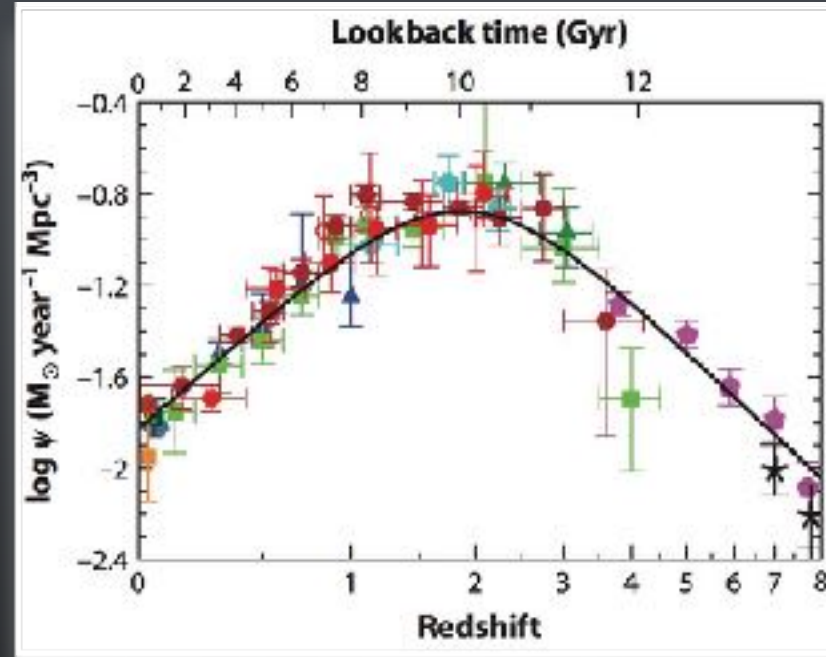 Lookback time (Gyr)
0 2 4 6 8 10 12
log ψ (M⊙ year⁻¹ Mpc⁻³)
−0.4
−0.8
−1.2
−1.6
−2
−2.4
0 1 2 3 4 5 6 7 8
Redshift